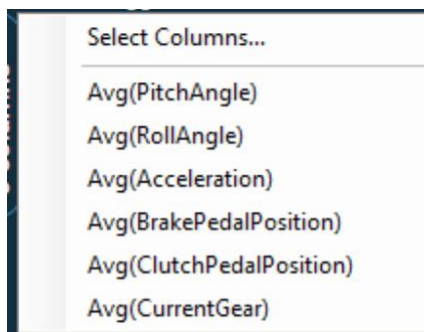 Select Columns...
Avg(PitchAngle)
Avg(RollAngle)
Avg(Acceleration)
Avg(BrakePedalPosition)
Avg(ClutchPedalPosition)
Avg(CurrentGear)